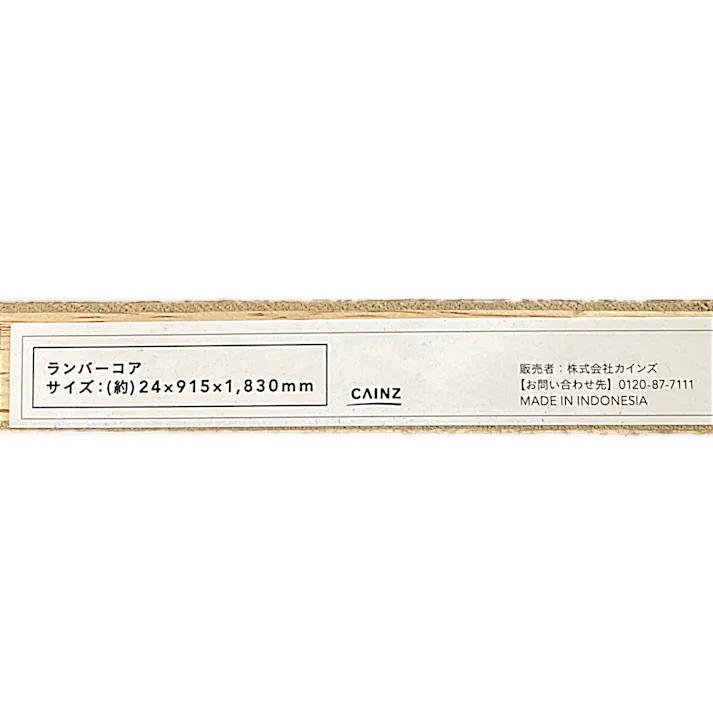 ランバーコア
サイズ：(約)24×915×1,830mm
CAINZ
販売者：株式会社カインズ
【お問い合わせ先】0120-87-7111
MADE IN INDONESIA